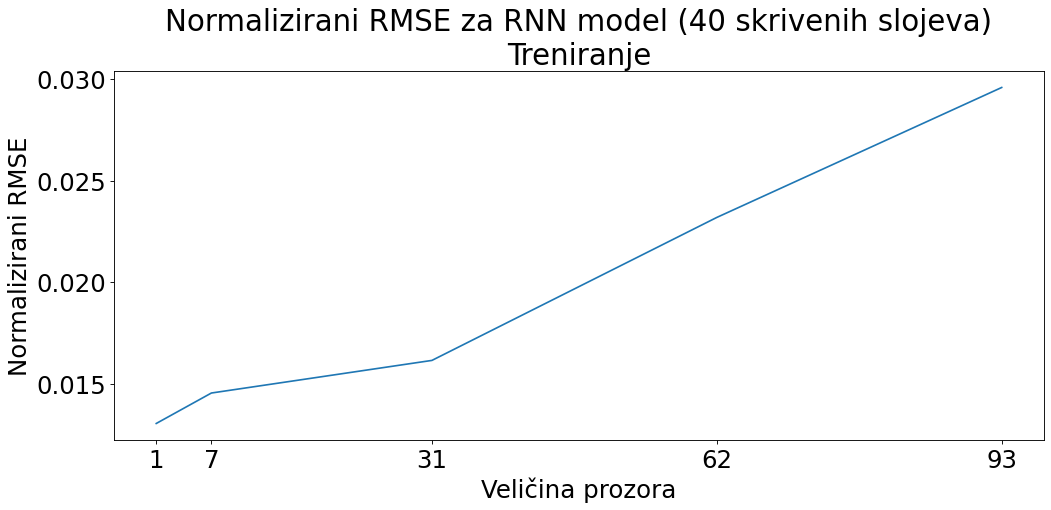 Normalizirani RMSE za RNN model (40 skrivenih slojeva)
Treniranje
Normalizirani RMSE
0.030
0.025
0.020
0.015
1 7 31 62 93
Veličina prozora